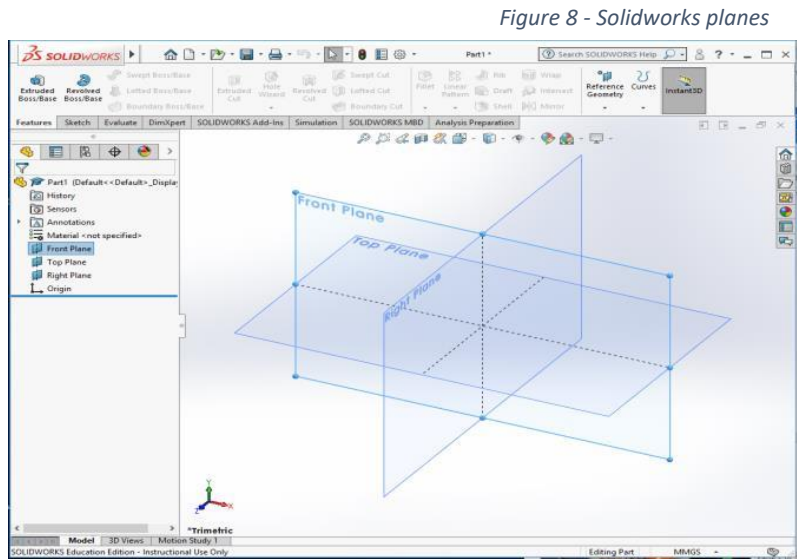 Figure 8 - Solidworks planes
SOLIDWORKS
Part1 *
Search SOLIDWORKS Help
Extruded Boss/Base
Revolved Boss/Base
Swept Boss/Base
Lofted Boss/Base
Boundary Boss/Base
Extruded Cut
Hole Wizard
Revolved Cut
Swept Cut
Lofted Cut
Boundary Cut
Fillet
Linear Pattern
Rib
Draft
Shell
Wrap
Intersect
Mirror
Reference Geometry
Curves
Instant3D
Features
Sketch
Evaluate
DimXpert
SOLIDWORKS Add-Ins
Simulation
SOLIDWORKS MBD
Analysis Preparation
Part1 (Default<<Default>_Display
History
Sensors
Annotations
Material <not specified>
Front Plane
Top Plane
Right Plane
Origin
Front Plane
Top Plane
Right Plane
Y
X
Z
*Trimetric
Model
3D Views
Motion Study 1
SOLIDWORKS Education Edition - Instructional Use Only
Editing Part
MMGS